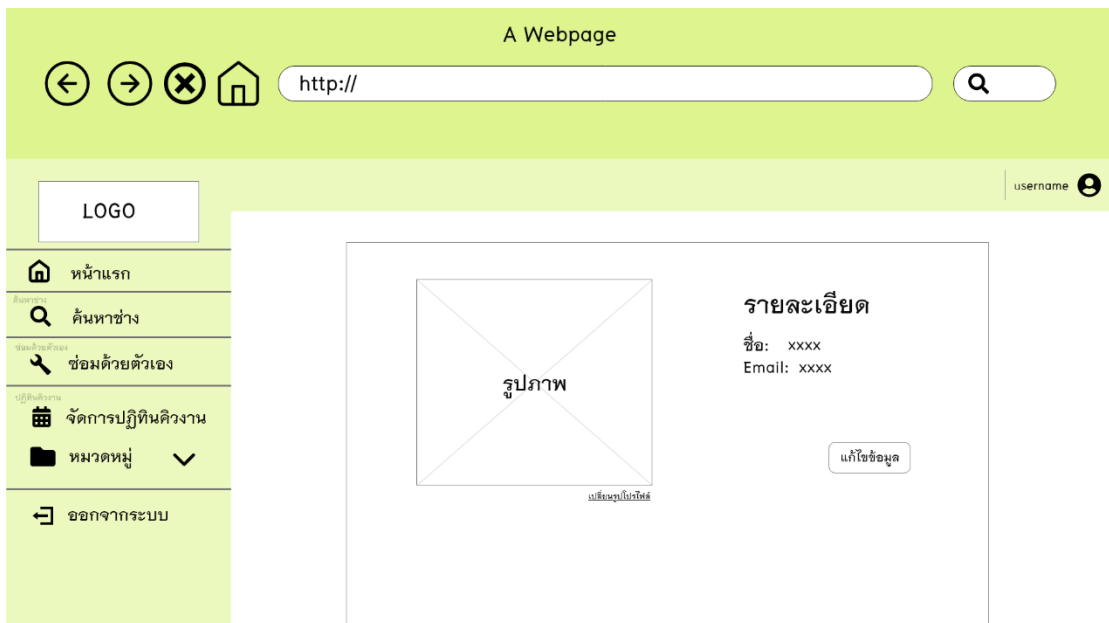 A Webpage
http://
username
LOGO
หน้าแรก
ค้นหาช่าง
ค้นหาช่าง
ซ่อมด้วยตัวเอง
ซ่อมด้วยตัวเอง
ปฏิทินคิวงาน
จัดการปฏิทินคิวงาน
หมวดหมู่
ออกจากระบบ
รูปภาพ
เปลี่ยนรูปโปรไฟล์
รายละเอียด
ชื่อ: xxxx
Email: xxxx
แก้ไขข้อมูล